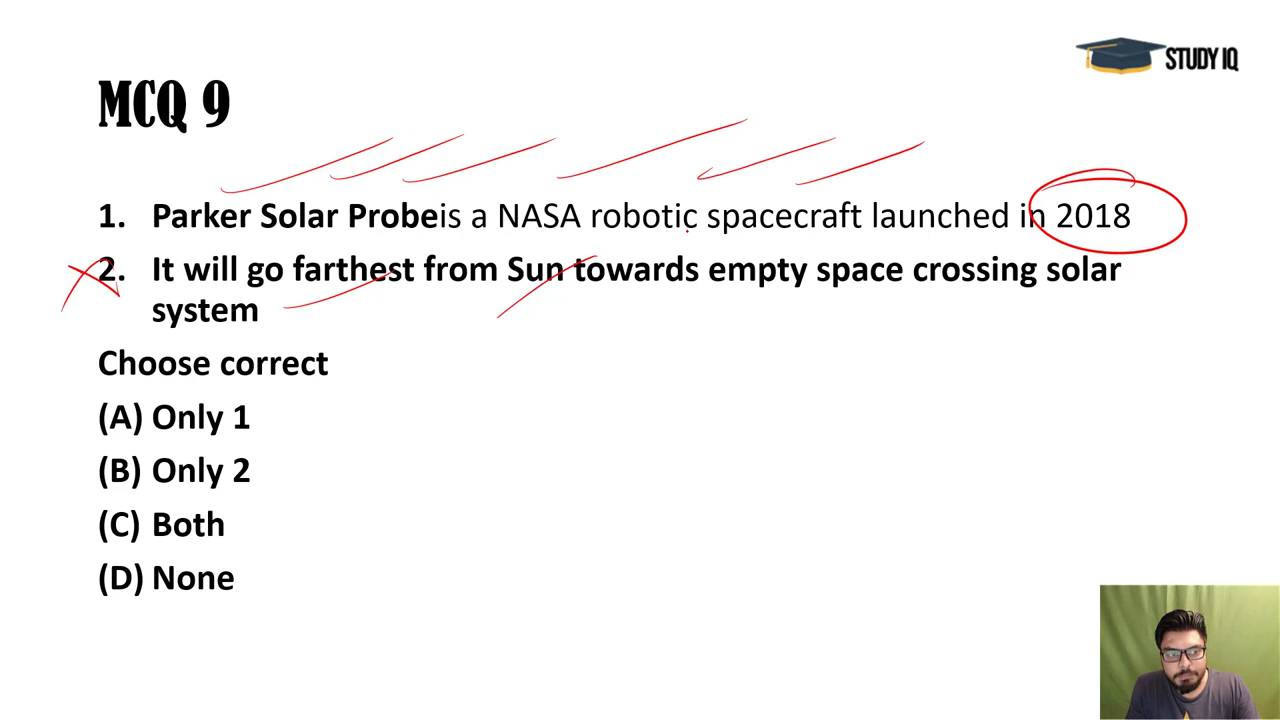 STUDY IQ
MCQ 9
1. Parker Solar Probeis a NASA robotic spacecraft launched in 2018
2. It will go farthest from Sun towards empty space crossing solar
system
Choose correct
(A) Only 1
(B) Only 2
(C) Both
(D) None